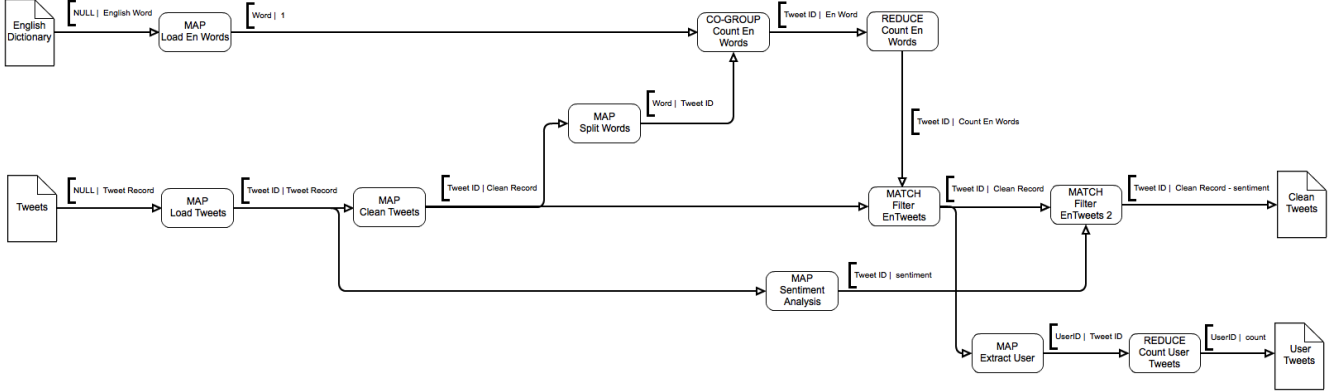 English
Dictionary
NULL | English Word
MAP
Load En Words
Word | 1
CO-GROUP
Count En
Words
Tweet ID | En Word
REDUCE
Count En
Words
MAP
Split Words
Word | Tweet ID
Tweet ID | Count En Words
Tweets
NULL | Tweet Record
MAP
Load Tweets
Tweet ID | Tweet Record
MAP
Clean Tweets
Tweet ID | Clean Record
MATCH
Filter
EnTweets
Tweet ID | Clean Record
MATCH
Filter
EnTweets 2
Tweet ID | Clean Record - sentiment
Clean
Tweets
MAP
Sentiment
Analysis
Tweet ID | sentiment
MAP
Extract User
UserID | Tweet ID
REDUCE
Count User
Tweets
UserID | count
User
Tweets